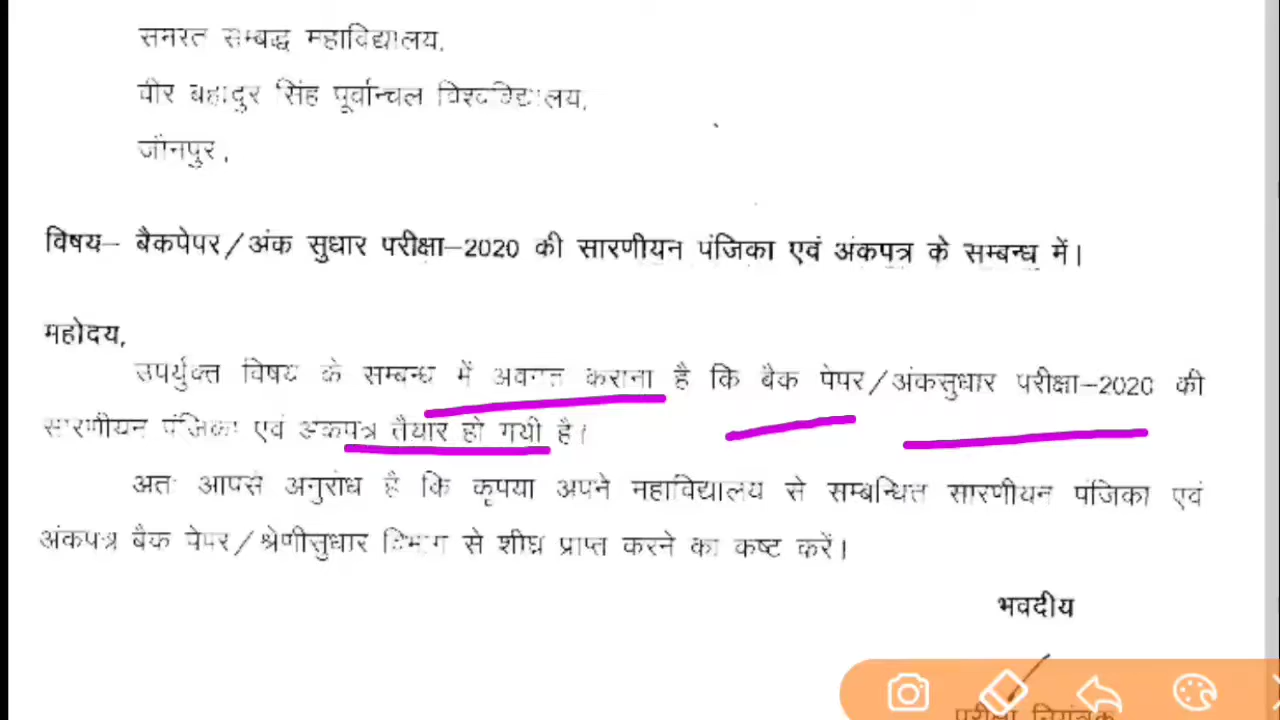 समस्त सम्बद्ध महाविद्यालय,
वीर बहादुर सिंह पूर्वान्चल विश्वविद्यालय,
जौनपुर,
विषय– बैकपेपर/अंक सुधार परीक्षा–2020 की सारणीयन पंजिका एवं अंकपत्र के सम्बन्ध में।
महोदय,
उपर्युक्त विषय के सम्बन्ध में अवगत कराना है कि बैक पेपर/अंकसुधार परीक्षा–2020 की
सारणीयन पंजिका एवं अंकपत्र तैयार हो गयी है।
अतः आपसे अनुरोध है कि कृपया अपने महाविद्यालय से सम्बन्धित सारणीयन पंजिका एवं
अंकपत्र बैक पेपर/श्रेणीसुधार विभाग से शीघ्र प्राप्त करने का कष्ट करें।
भवदीय
परीक्षा नियंत्रक